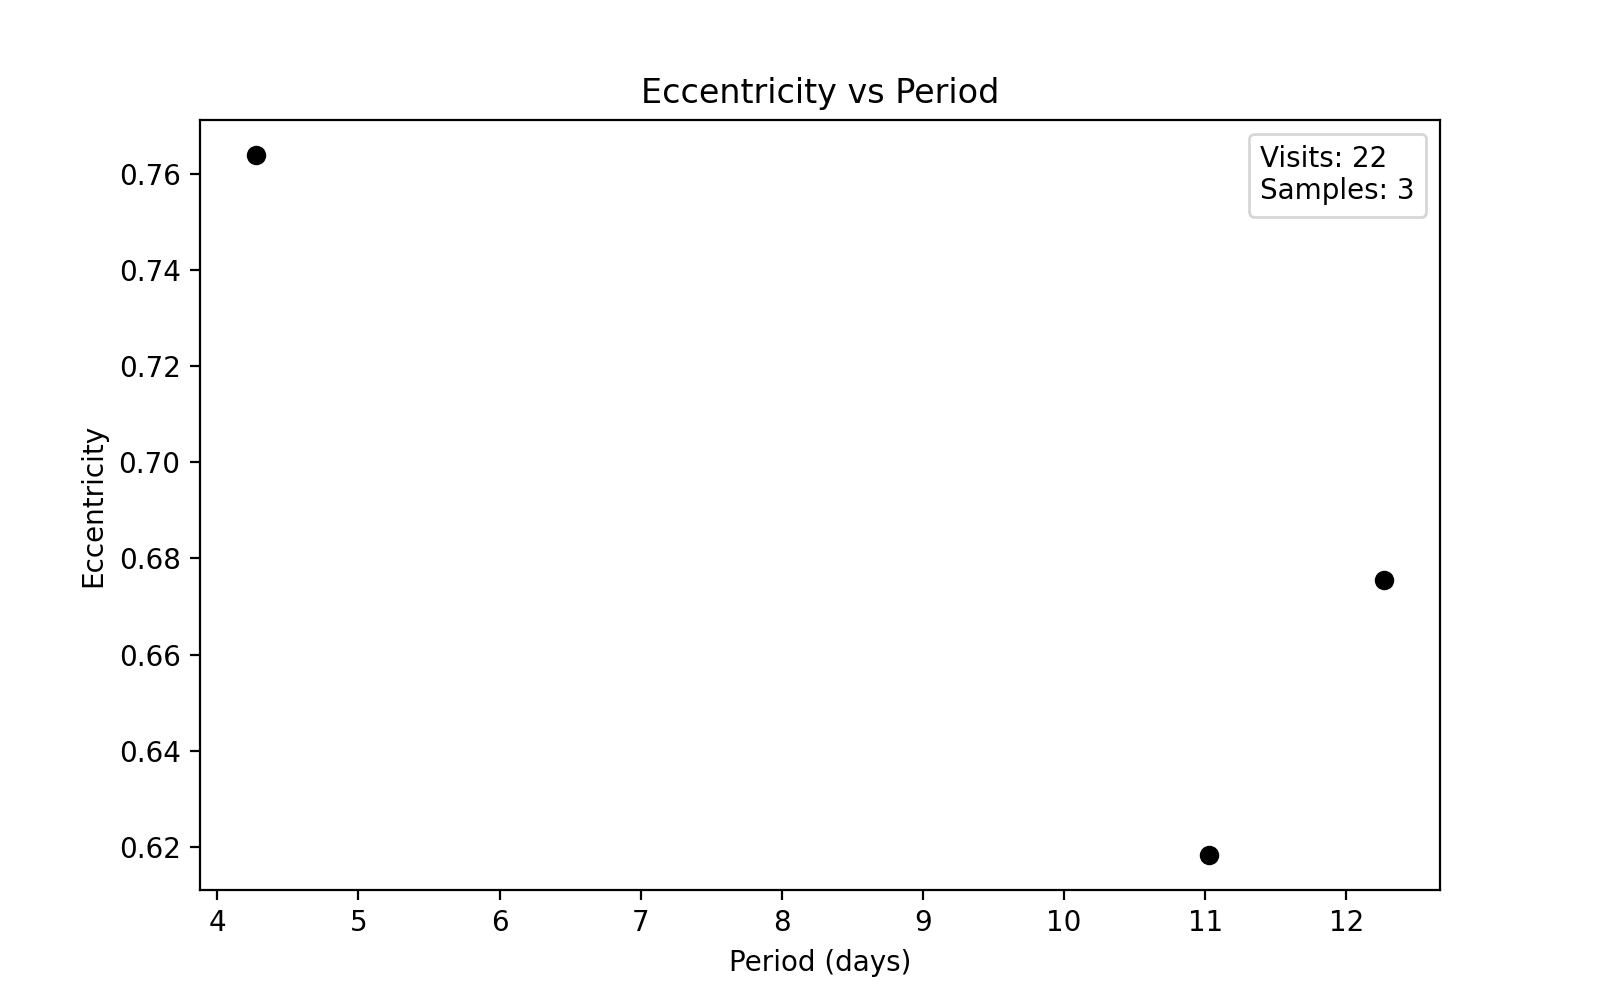 Eccentricity vs Period
Visits: 22
Samples: 3
Eccentricity
0.76
0.74
0.72
0.70
0.68
0.66
0.64
0.62
4 5 6 7 8 9 10 11 12
Period (days)